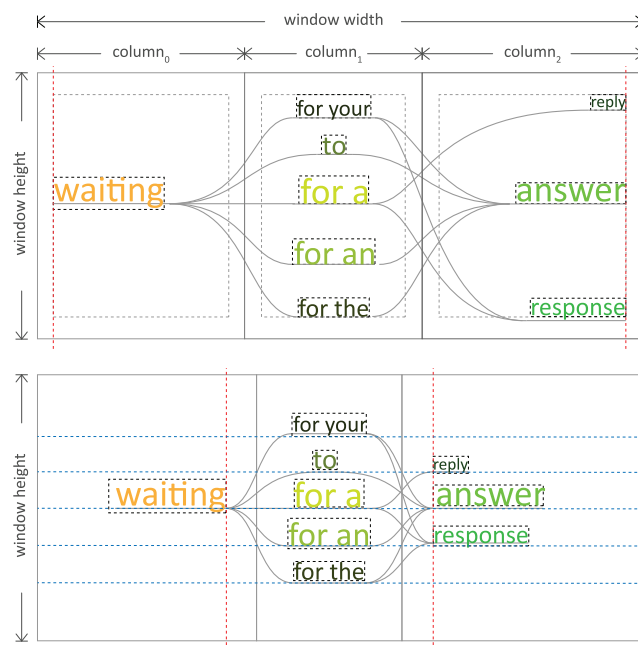 window width
column0 column1 column2
window height
for your
reply
to
waiting
for a
answer
for an
for the
response
window height
for your
to
reply
waiting
for a
answer
for an
response
for the